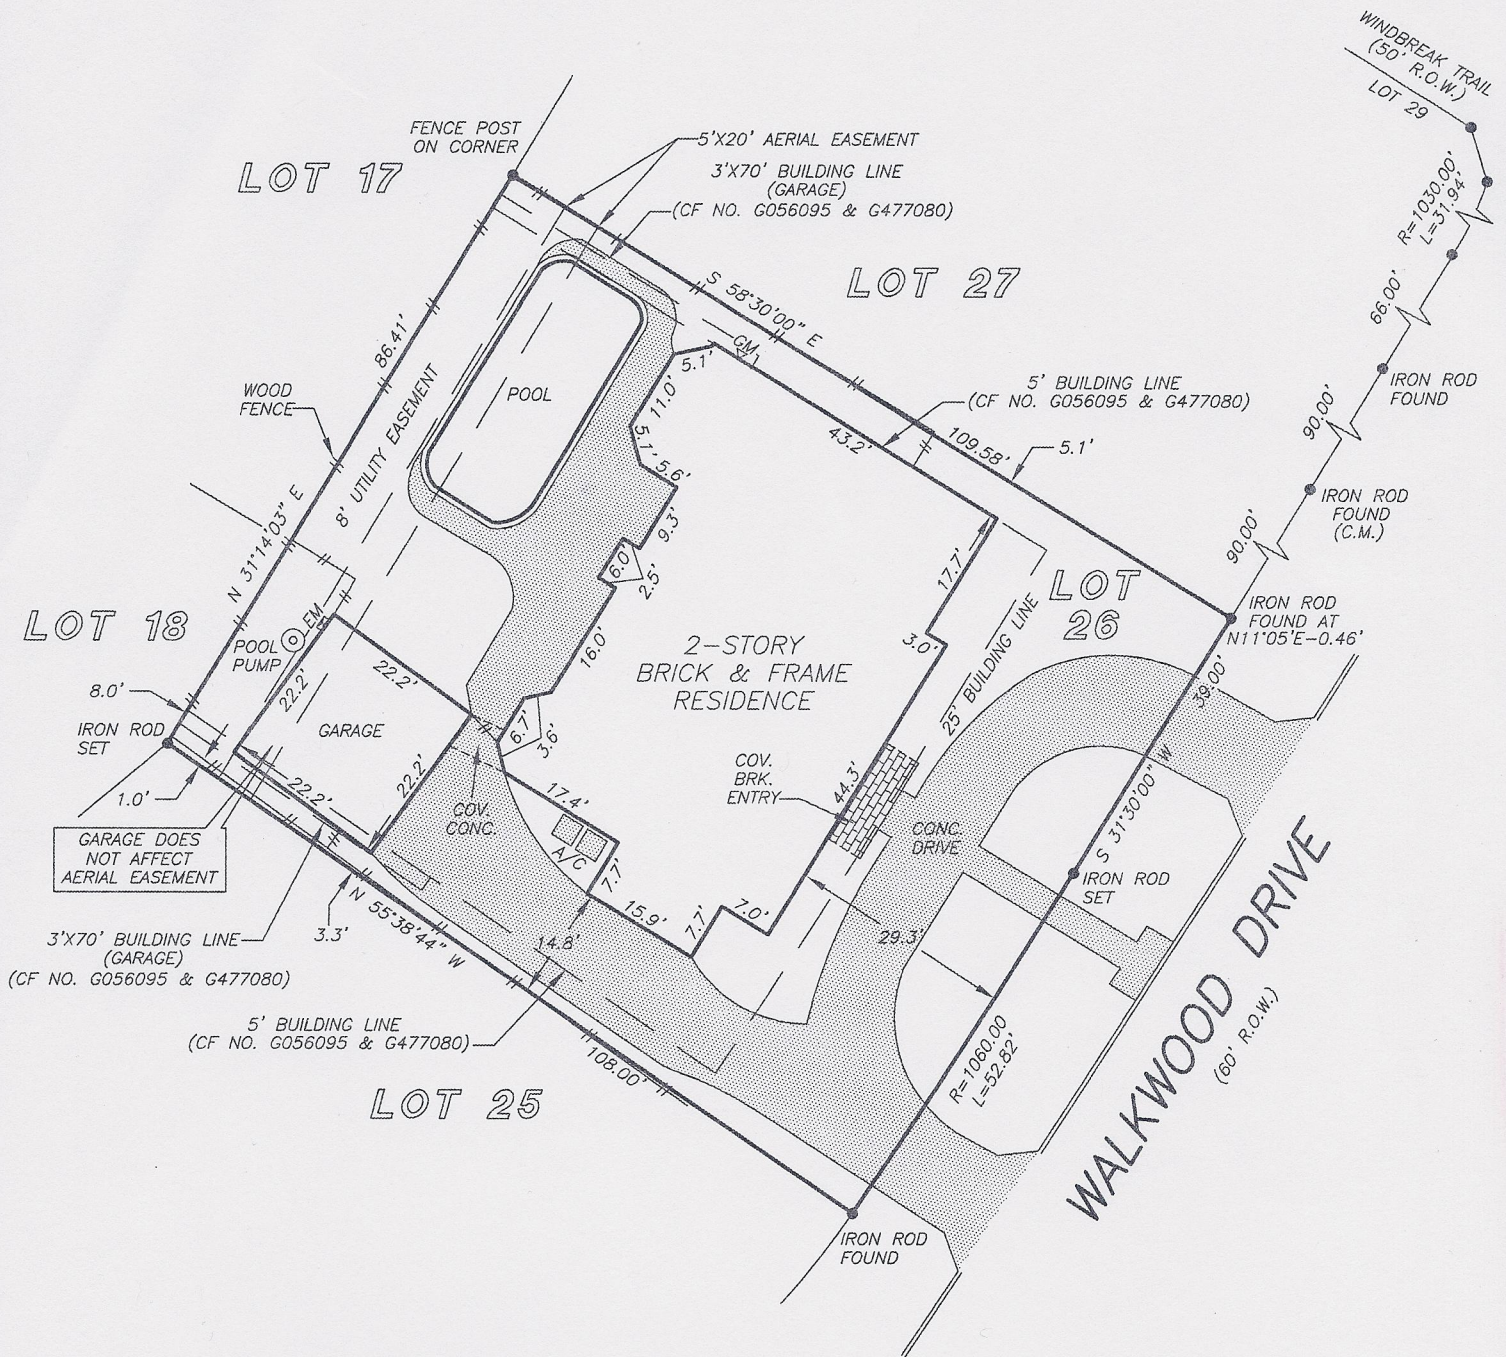 WINDBREAK TRAIL
(50' R.O.W.)
LOT 29
FENCE POST
ON CORNER
5'X20' AERIAL EASEMENT
3'X70' BUILDING LINE
(GARAGE)
(CF NO. G056095 & G477080)
LOT 17
R=1030.00'
L=31.94'
LOT 27
S 58°30'00" E
66.00'
86.41'
GM
5.1'
WOOD
FENCE
POOL
11.0'
5' BUILDING LINE
(CF NO. G056095 & G477080)
IRON ROD
FOUND
90.00'
8' UTILITY EASEMENT
5.1'
5.6'
43.2'
109.58'
5.1'
9.3'
IRON ROD
FOUND
(C.M.)
90.00'
N 31°14'03" E
6.0'
2.5'
17.7'
LOT
26
IRON ROD
FOUND AT
N11°05'E-0.46'
LOT 18
EM
POOL
PUMP
16.0'
2-STORY
BRICK & FRAME
RESIDENCE
3.0'
25' BUILDING LINE
39.00'
8.0'
22.2'
22.2'
GARAGE
IRON ROD
SET
6.7'
3.6'
22.2'
22.2'
1.0'
COV.
CONC.
17.4'
COV.
BRK.
ENTRY
44.3'
CONC.
DRIVE
S 31°30'00" W
GARAGE DOES
NOT AFFECT
AERIAL EASEMENT
A/C
7.7'
IRON ROD
SET
3'X70' BUILDING LINE
(GARAGE)
(CF NO. G056095 & G477080)
3.3'
N 55°38'44" W
14.8'
15.9'
7.7'
7.0'
29.3'
5' BUILDING LINE
(CF NO. G056095 & G477080)
108.00'
LOT 25
R=1060.00
L=52.82'
WALKWOOD DRIVE
(60' R.O.W.)
IRON ROD
FOUND